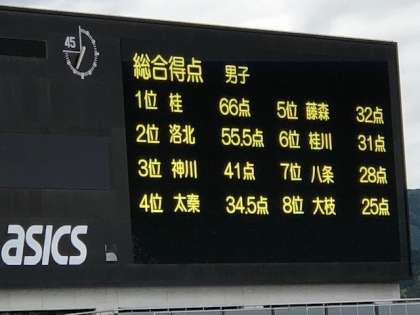 45
総合得点 男子
1位 桂 66点 5位 藤森 32点
2位 洛北 55.5点 6位 桂川 31点
3位 神川 41点 7位 八条 28点
4位 太秦 34.5点 8位 大枝 25点
asics